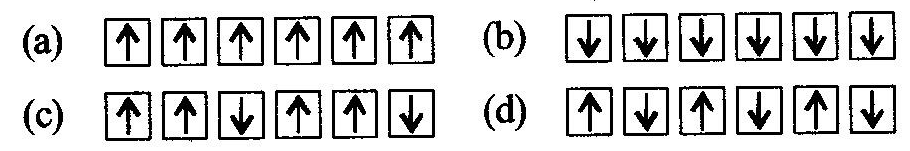 (a) ↑ ↑ ↑ ↑ ↑ ↑ (b) ↓ ↓ ↓ ↓ ↓ ↓
(c) ↑ ↑ ↓ ↑ ↑ ↓ (d) ↑ ↓ ↑ ↓ ↑ ↓